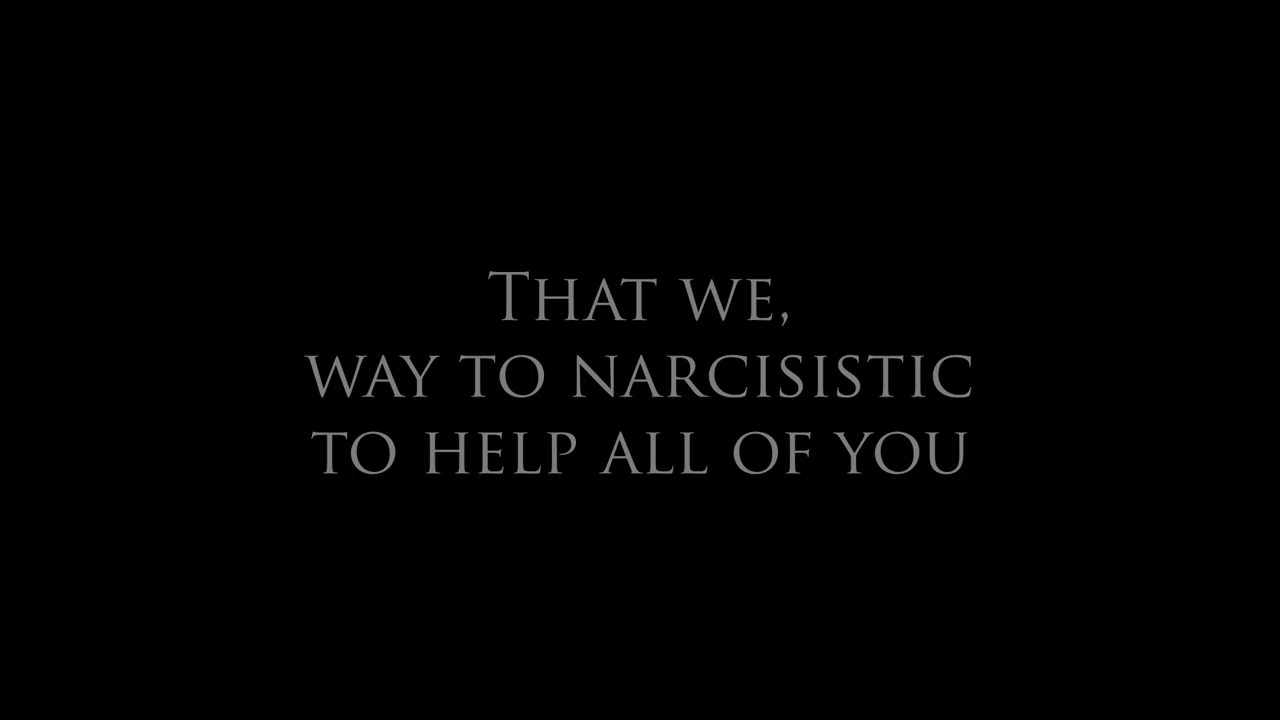 That we,
way to narcisistic
to help all of you